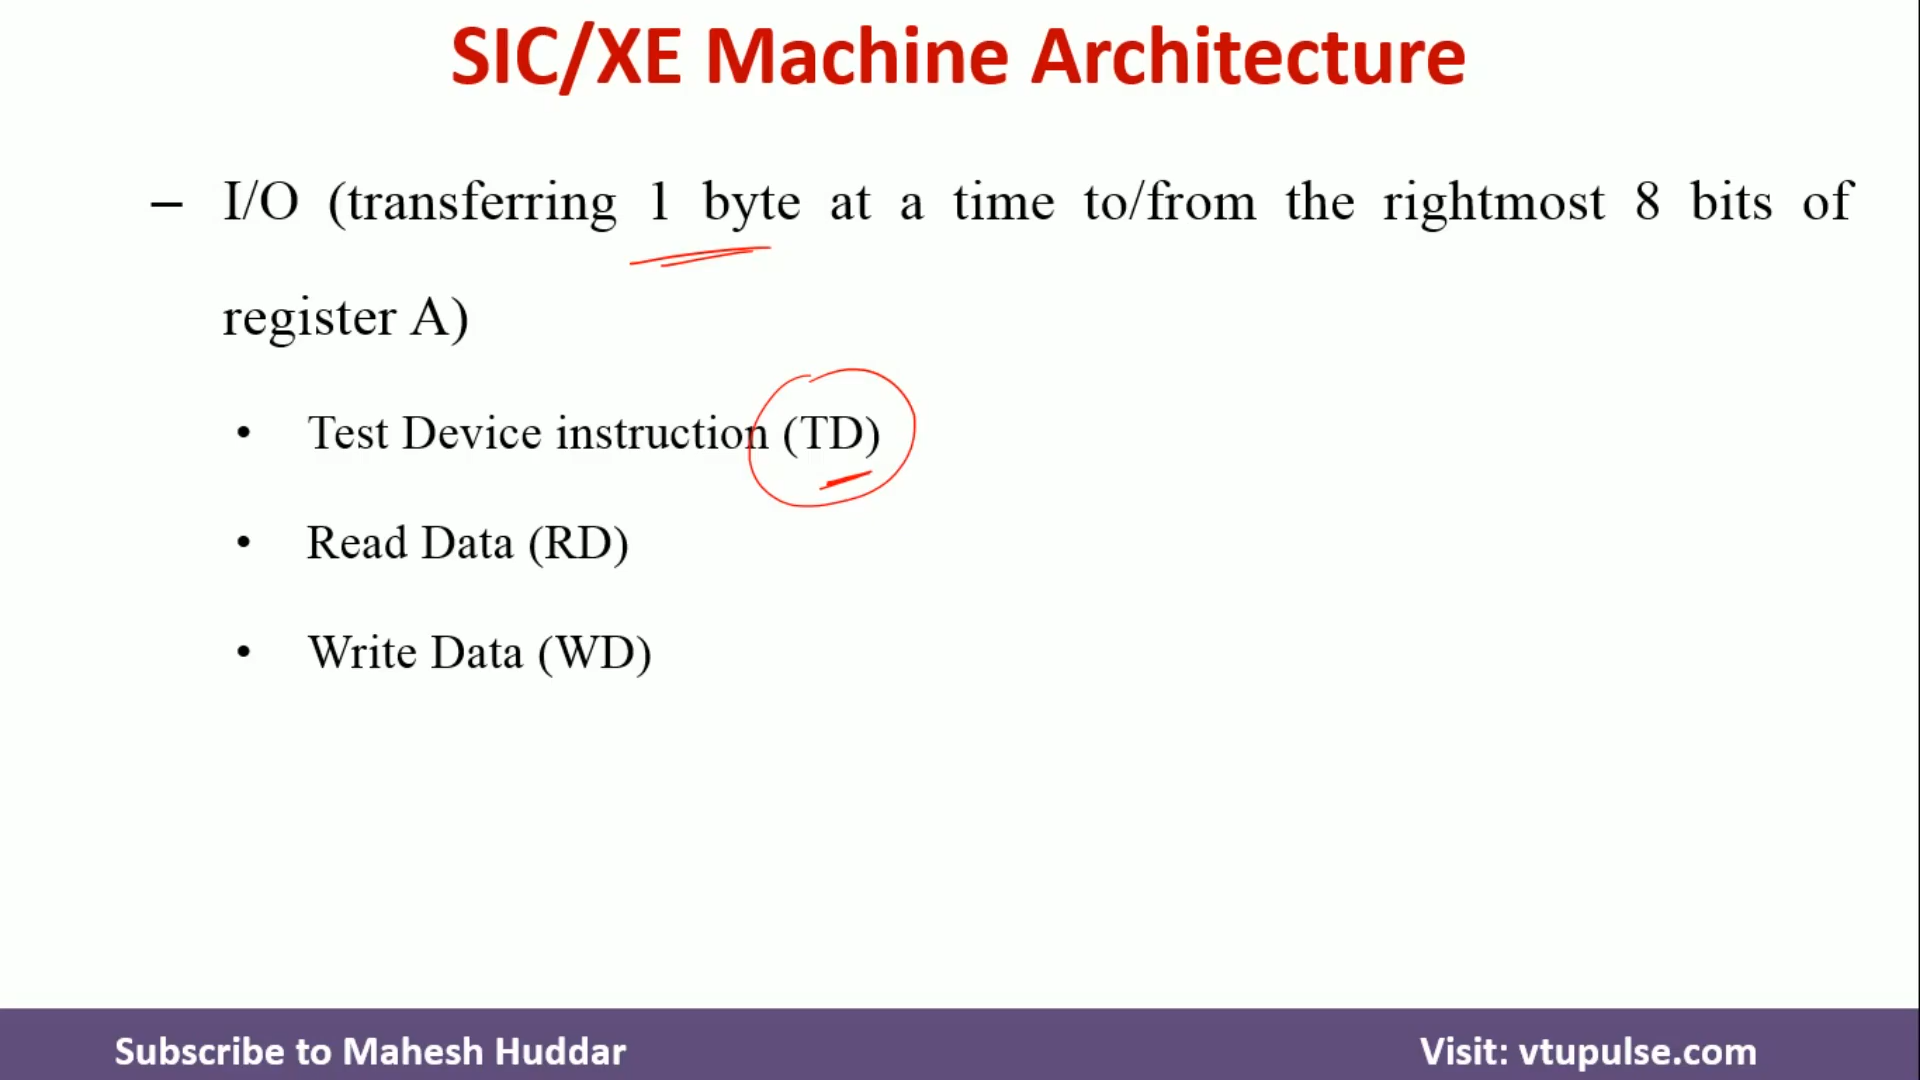 SIC/XE Machine Architecture
– I/O (transferring 1 byte at a time to/from the rightmost 8 bits of
register A)
• Test Device instruction (TD)
• Read Data (RD)
• Write Data (WD)
Subscribe to Mahesh Huddar
Visit: vtupulse.com